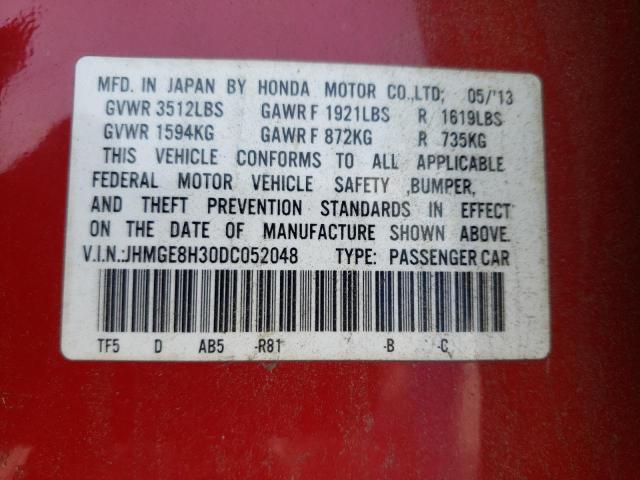 MFD. IN JAPAN BY HONDA MOTOR CO.,LTD; 05/'13
GVWR 3512LBS GAWR F 1921LBS R 1619LBS
GVWR 1594KG GAWR F 872KG R 735KG
THIS VEHICLE CONFORMS TO ALL APPLICABLE
FEDERAL MOTOR VEHICLE SAFETY ,BUMPER,
AND THEFT PREVENTION STANDARDS IN EFFECT
ON THE DATE OF MANUFACTURE SHOWN ABOVE.
V.I.N.:JHMGE8H30DC052048 TYPE: PASSENGER CAR
TF5 D AB5 -R81 -B -C